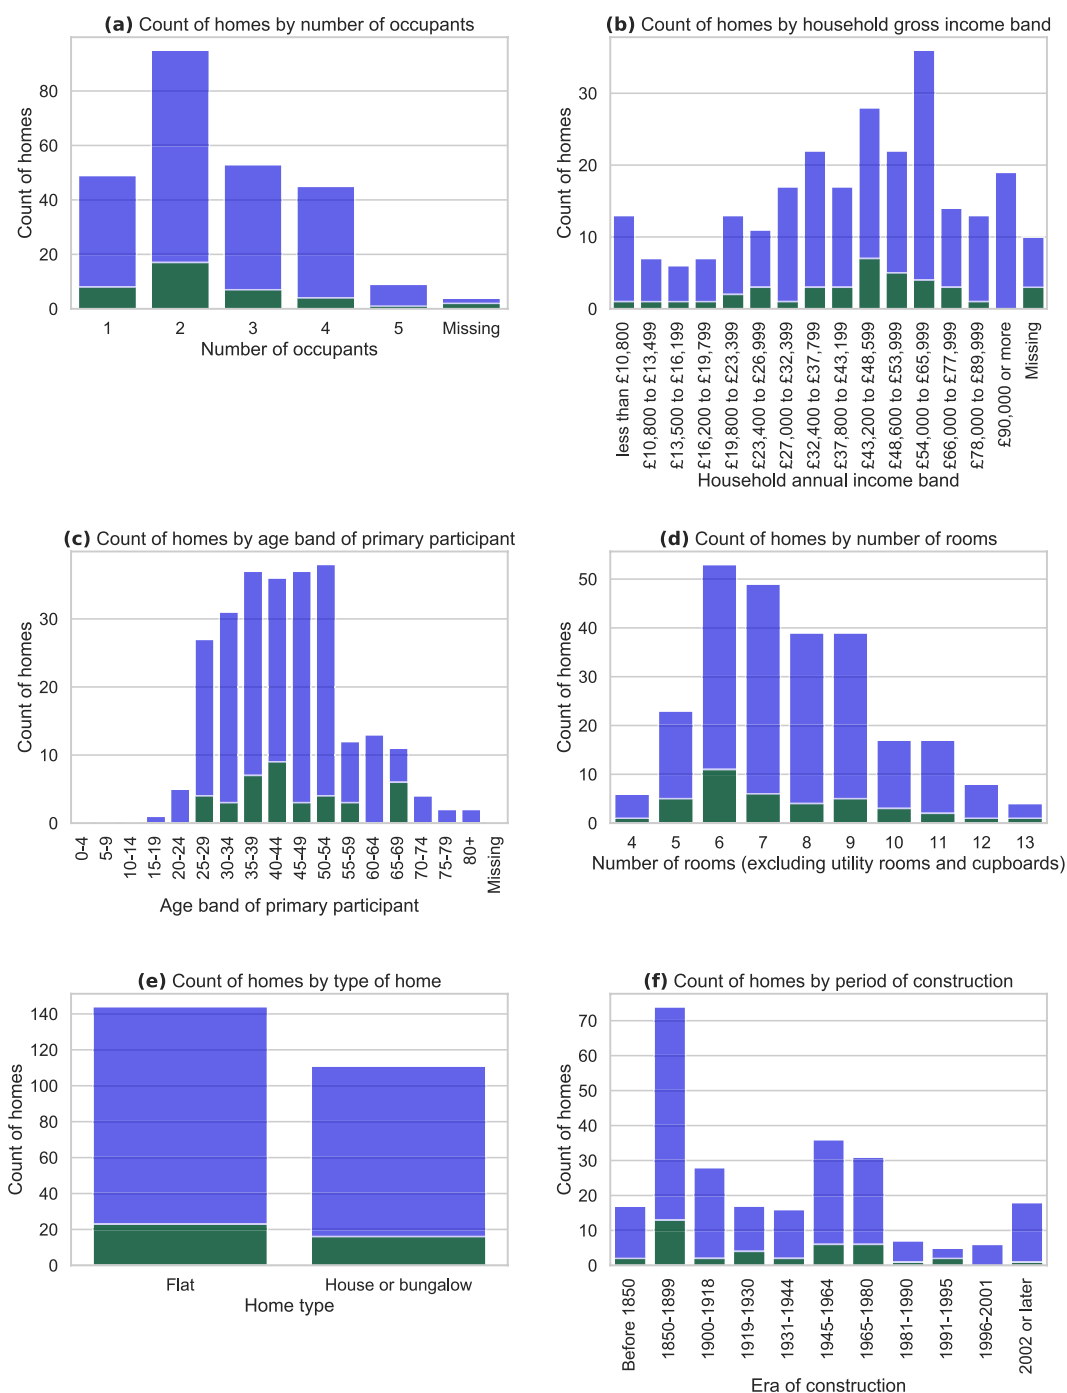 (a) Count of homes by number of occupants
Count of homes
80
60
40
20
0
1 2 3 4 5 Missing
Number of occupants
(b) Count of homes by household gross income band
Count of homes
30
20
10
0
less than £10,800
£10,800 to £13,499
£13,500 to £16,199
£16,200 to £19,799
£19,800 to £23,399
£23,400 to £26,999
£27,000 to £32,399
£32,400 to £37,799
£37,800 to £43,199
£43,200 to £48,599
£48,600 to £53,999
£54,000 to £65,999
£66,000 to £77,999
£78,000 to £89,999
£90,000 or more
Missing
Household annual income band
(c) Count of homes by age band of primary participant
Count of homes
30
20
10
0
0-4
5-9
10-14
15-19
20-24
25-29
30-34
35-39
40-44
45-49
50-54
55-59
60-64
65-69
70-74
75-79
80+
Missing
Age band of primary participant
(d) Count of homes by number of rooms
Count of homes
50
40
30
20
10
0
4 5 6 7 8 9 10 11 12 13
Number of rooms (excluding utility rooms and cupboards)
(e) Count of homes by type of home
Count of homes
140
120
100
80
60
40
20
0
Flat House or bungalow
Home type
(f) Count of homes by period of construction
Count of homes
70
60
50
40
30
20
10
0
Before 1850
1850-1899
1900-1918
1919-1930
1931-1944
1945-1964
1965-1980
1981-1990
1991-1995
1996-2001
2002 or later
Era of construction